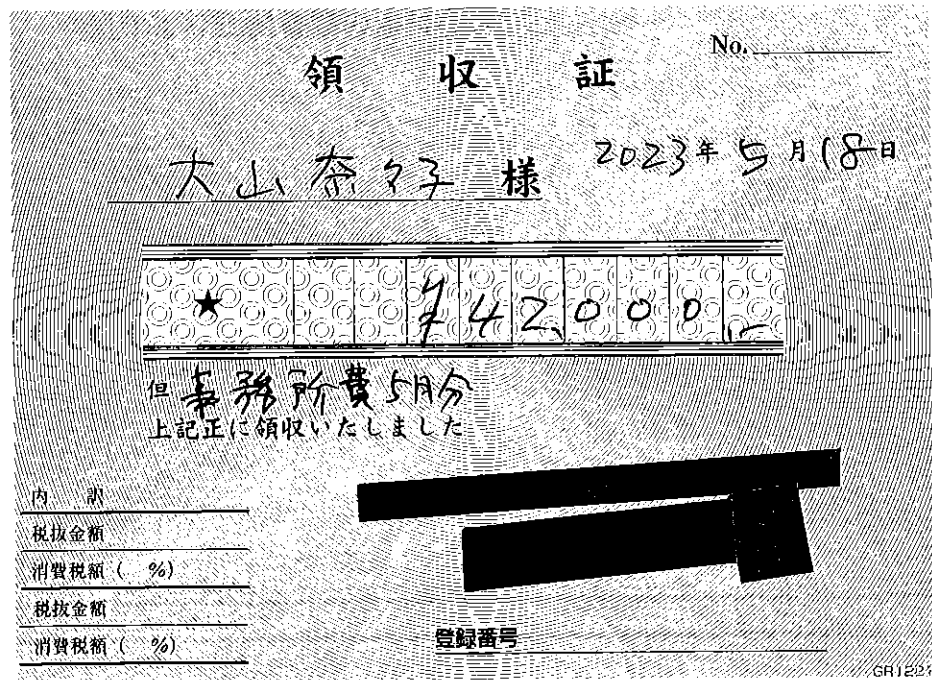 No.
領収証
大山奈々子 様 2023年5月18日
★ ¥42,000.-
但 事務所費5月分
上記正に領収いたしました
内 訳
税抜金額
消費税額 ( %)
税抜金額
消費税額 ( %)
登録番号